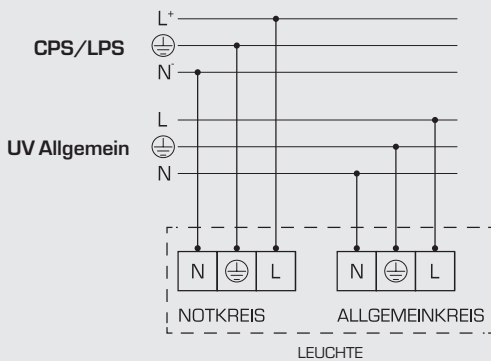 L+
CPS/LPS
N-
L
UV Allgemein
N
N L N L
NOTKREIS ALLGEMEINKREIS
LEUCHTE